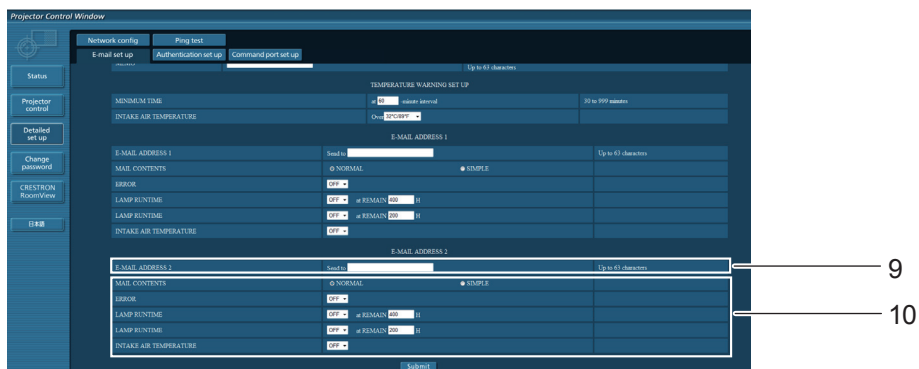 Projector Control Window
Network config Ping test
E-mail set up Authentication set up Command port set up
Up to 63 characters
Status
TEMPERATURE WARNING SET UP
MINIMUM TIME at 60 minute interval 30 to 999 minutes
INTAKE AIR TEMPERATURE Over 32°C/89°F
Projector control
Detailed set up
Change password
CRESTRON RoomView
日本語
E-MAIL ADDRESS 1
E-MAIL ADDRESS 1 Send to Up to 63 characters
MAIL CONTENTS NORMAL SIMPLE
ERROR OFF
LAMP RUNTIME OFF at REMAIN 400 H
LAMP RUNTIME OFF at REMAIN 200 H
INTAKE AIR TEMPERATURE OFF
E-MAIL ADDRESS 2
E-MAIL ADDRESS 2 Send to Up to 63 characters
9
MAIL CONTENTS NORMAL SIMPLE
ERROR OFF
LAMP RUNTIME OFF at REMAIN 400 H
10
LAMP RUNTIME OFF at REMAIN 200 H
INTAKE AIR TEMPERATURE OFF
Submit